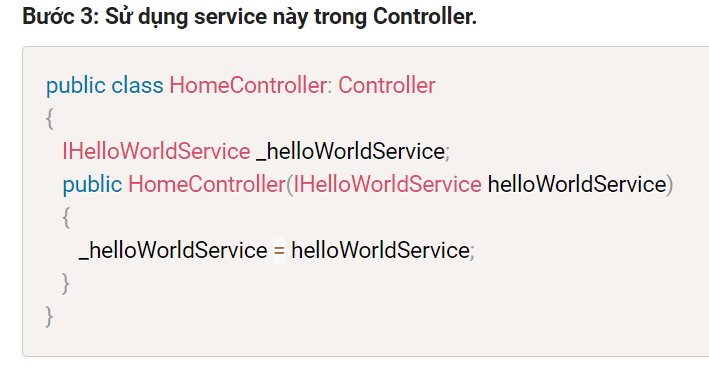 Bước 3: Sử dụng service này trong Controller.
public class HomeController: Controller
{
IHelloWorldService _helloWorldService;
public HomeController(IHelloWorldService helloWorldService)
{
_helloWorldService = helloWorldService;
}
}